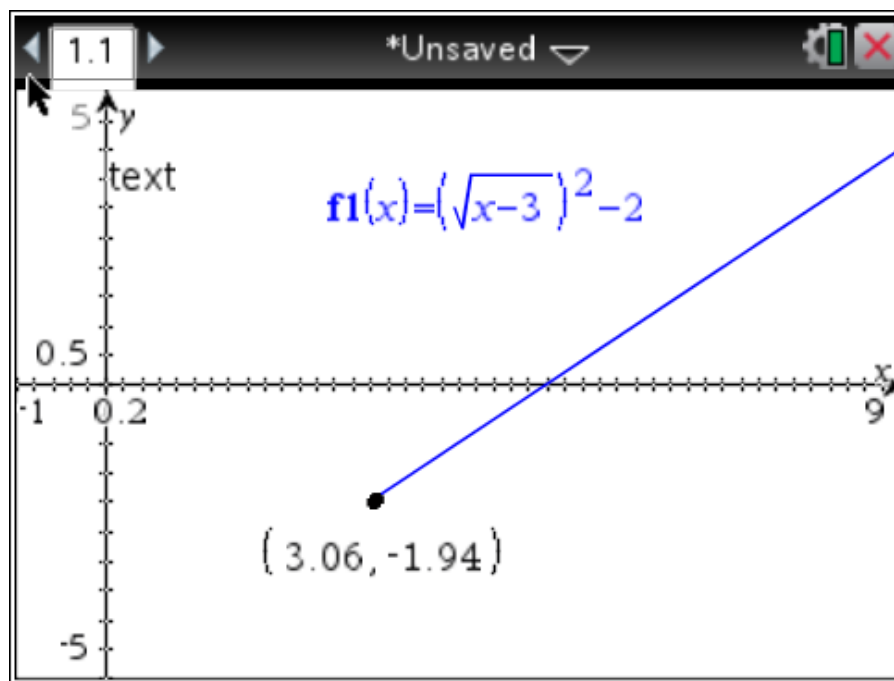 1.1 *Unsaved
5 y
text
f1(x)=(√x-3)²-2
0.5
x
-1 0.2 9
(3.06,-1.94)
-5